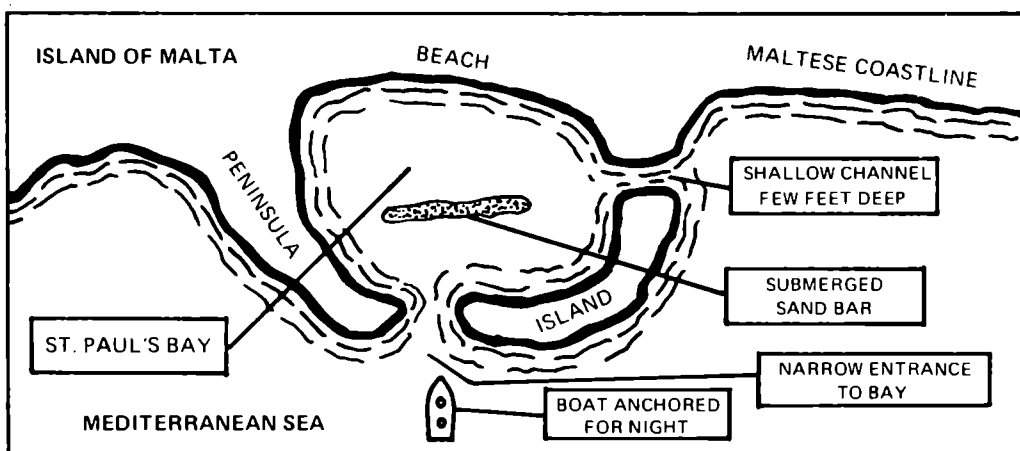 ISLAND OF MALTA
BEACH
MALTESE COASTLINE
PENINSULA
SHALLOW CHANNEL
FEW FEET DEEP
ISLAND
SUBMERGED
SAND BAR
ST. PAUL'S BAY
NARROW ENTRANCE
TO BAY
BOAT ANCHORED
FOR NIGHT
MEDITERRANEAN SEA